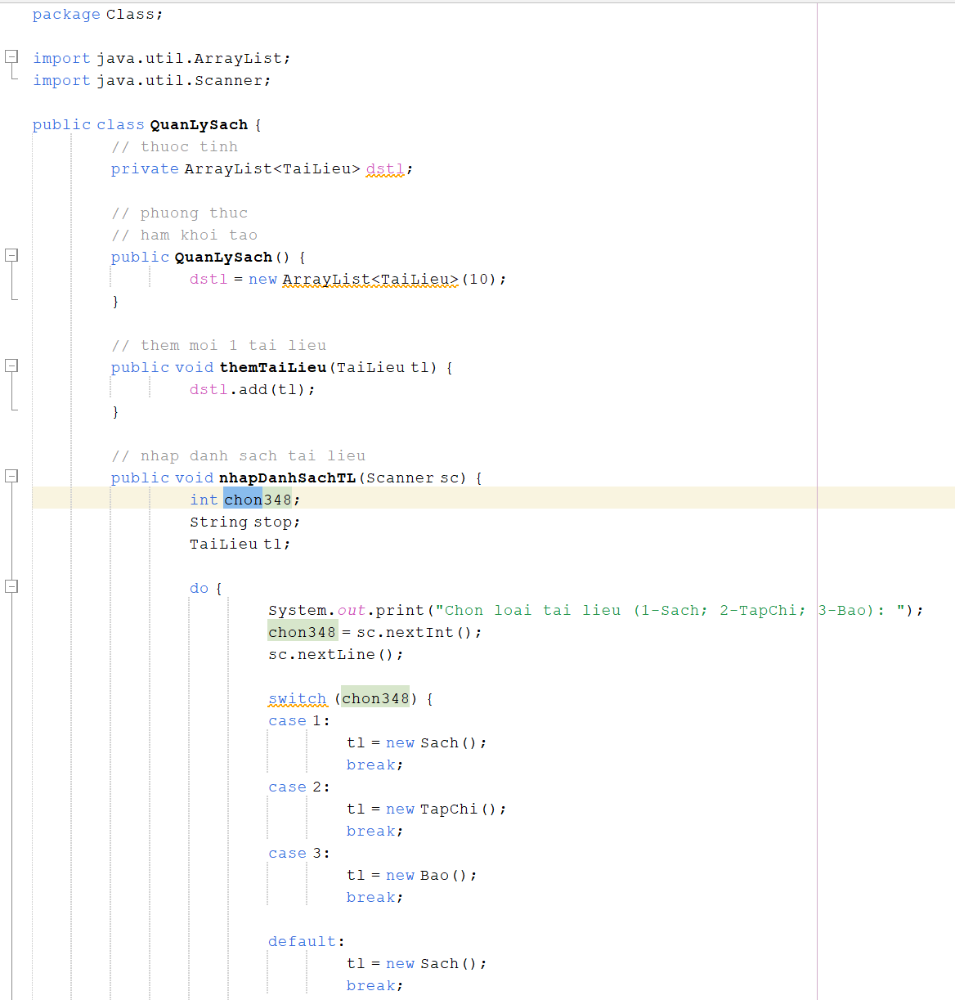 package Class;
import java.util.ArrayList;
import java.util.Scanner;
public class QuanLySach {
// thuoc tinh
private ArrayList<TaiLieu> dstl;
// phuong thuc
// ham khoi tao
public QuanLySach() {
dstl = new ArrayList<TaiLieu>(10);
}
// them moi 1 tai lieu
public void themTaiLieu(TaiLieu tl) {
dstl.add(tl);
}
// nhap danh sach tai lieu
public void nhapDanhSachTL(Scanner sc) {
int chon348;
String stop;
TaiLieu tl;
do {
System.out.print("Chon loai tai lieu (1-Sach; 2-TapChi; 3-Bao): ");
chon348 = sc.nextInt();
sc.nextLine();
switch (chon348) {
case 1:
tl = new Sach();
break;
case 2:
tl = new TapChi();
break;
case 3:
tl = new Bao();
break;
default:
tl = new Sach();
break;